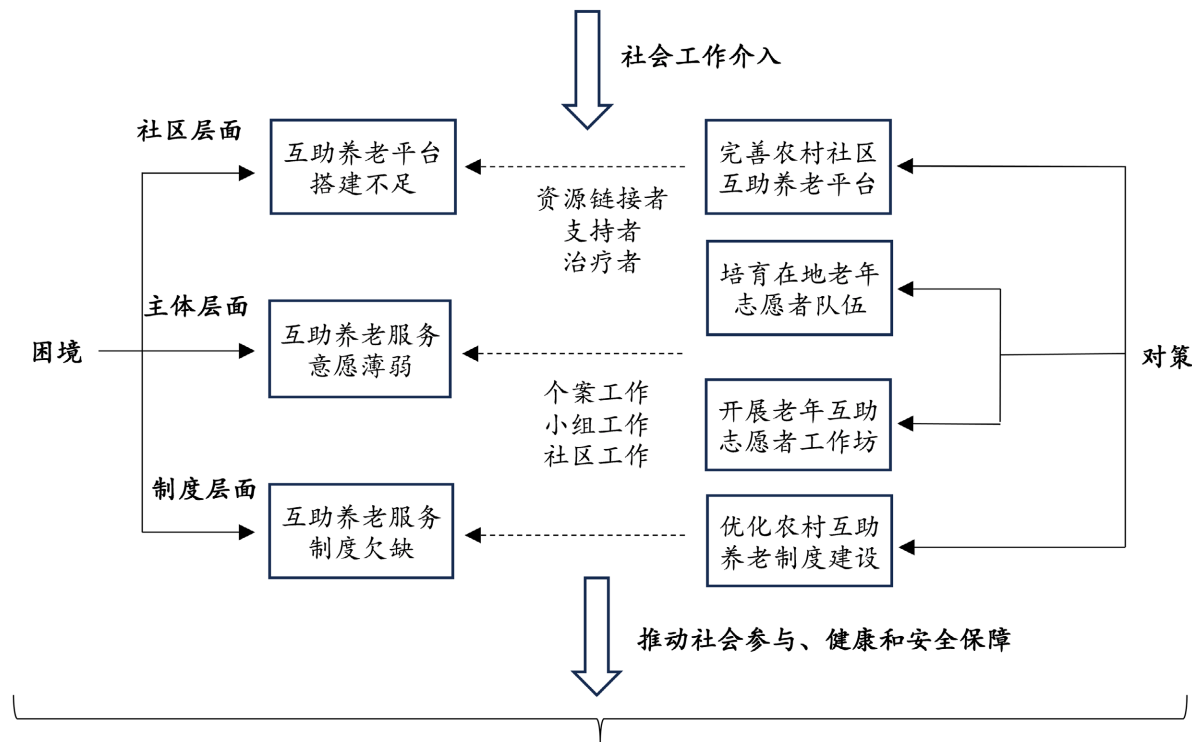 社会工作介入
社区层面
互助养老平台
搭建不足
完善农村社区
互助养老平台
资源链接者
支持者
治疗者
培育在地老年
志愿者队伍
主体层面
互助养老服务
意愿薄弱
困境
对策
个案工作
小组工作
社区工作
开展老年互助
志愿者工作坊
制度层面
互助养老服务
制度欠缺
优化农村互助
养老制度建设
推动社会参与、健康和安全保障